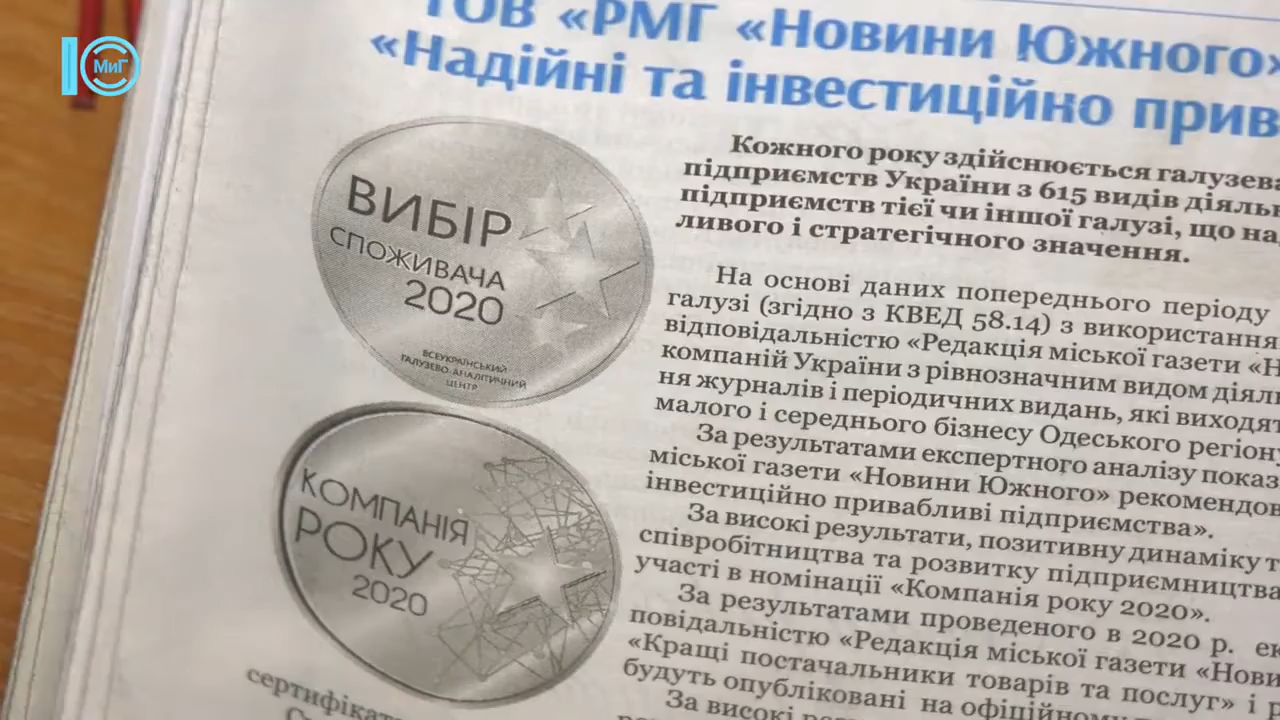 ТОВ «РМГ «Новини Южного»
«Надійні та інвестиційно прив
МиГ
ВИБІР
СПОЖИВАЧА
2020
ВСЕУКРАЇНСЬКИЙ
ГАЛУЗЕВО-АНАЛІТИЧНИЙ
ЦЕНТР
КОМПАНІЯ
РОКУ
2020
сертифікат
Кожного року здійснюється галузева
підприємств України з 615 видів діяль
підприємств тієї чи іншої галузі, що на
ливого і стратегічного значення.
На основі даних попереднього періоду
галузі (згідно з КВЕД 58.14) з використання
відповідальністю «Редакція міської газети «Н
компаній України з рівнозначним видом діял
ня журналів і періодичних видань, які виходят
малого і середнього бізнесу Одеського регіону
За результатами експертного аналізу показ
міської газети «Новини Южного» рекомендов
інвестиційно привабливі підприємства».
За високі результати, позитивну динаміку т
співробітництва та розвитку підприємництва
участі в номінації «Компанія року 2020».
За результатами проведеного в 2020 р. ек
повідальністю «Редакція міської газети «Нови
«Кращі постачальники товарів та послуг» і р
будуть опубліковані на офіційному
За високі